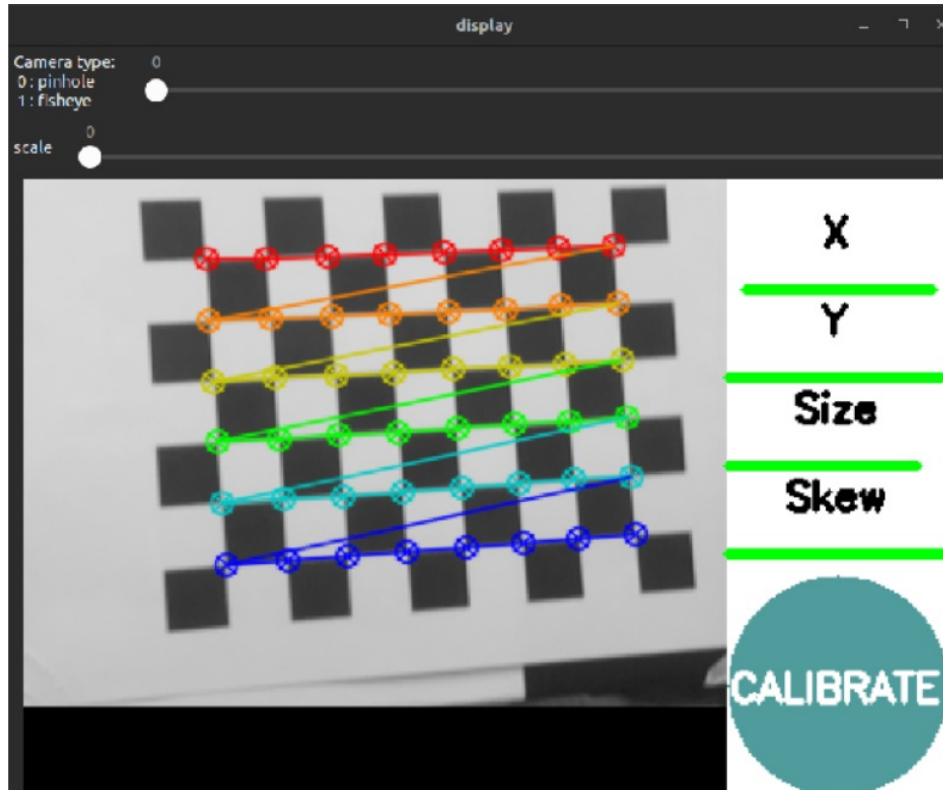 display
Camera type:
0 : pinhole
1 : fisheye
0
scale
0
X
Y
Size
Skew
CALIBRATE